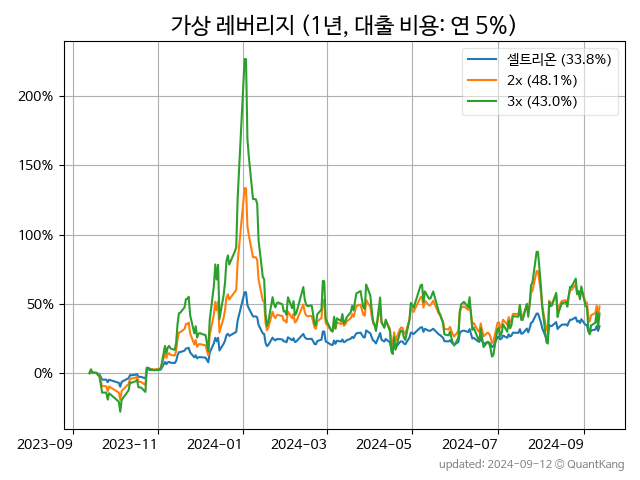 가상 레버리지 (1년, 대출 비용: 연 5%)
셀트리온 (33.8%)
2x (48.1%)
3x (43.0%)
200%
150%
100%
50%
0%
2023-09 2023-11 2024-01 2024-03 2024-05 2024-07 2024-09
updated: 2024-09-12 © QuantKang